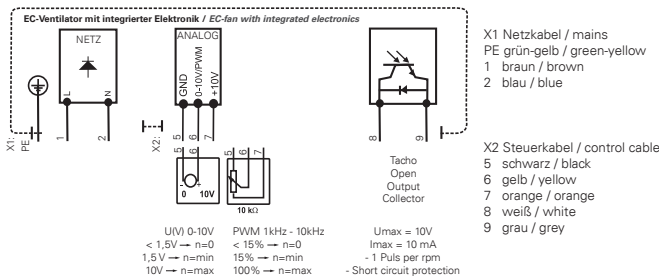 EC-Ventilator mit integrierter Elektronik / EC-fan with integrated electronics
NETZ
L
N
ANALOG
GND
0-10V/PWM
+10V
X1:
PE
1
2
X2:
5
6
7
8
9
5
6
7
5
6
7
- +
0 10V
10 kΩ
Tacho
Open
Output
Collector
U(V) 0-10V
< 1,5V → n=0
1,5 V → n=min
10V → n=max
PWM 1kHz - 10kHz
< 15% → n=0
15% → n=min
100% → n=max
Umax = 10V
Imax = 10 mA
- 1 Puls per rpm
- Short circuit protection
X1 Netzkabel / mains
PE grün-gelb / green-yellow
1 braun / brown
2 blau / blue
X2 Steuerkabel / control cable
5 schwarz / black
6 gelb / yellow
7 orange / orange
8 weiß / white
9 grau / grey